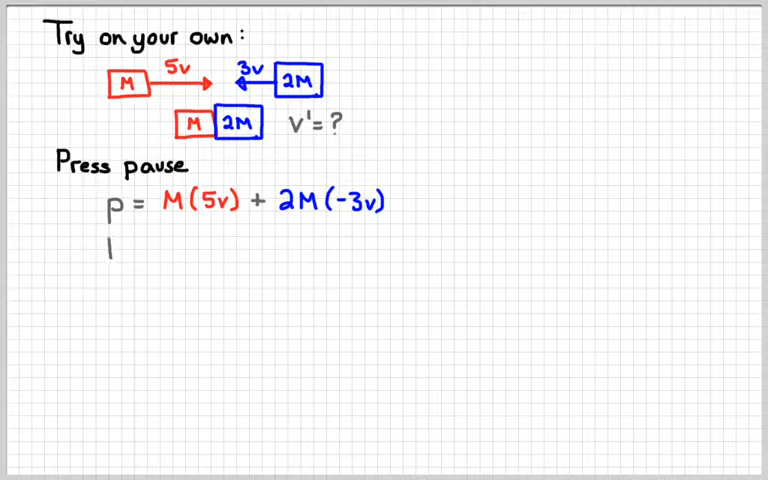 Try on your own:
M 5v 3v 2M
M 2M v'= ?
Press pause
p = M(5v) + 2M(-3v)